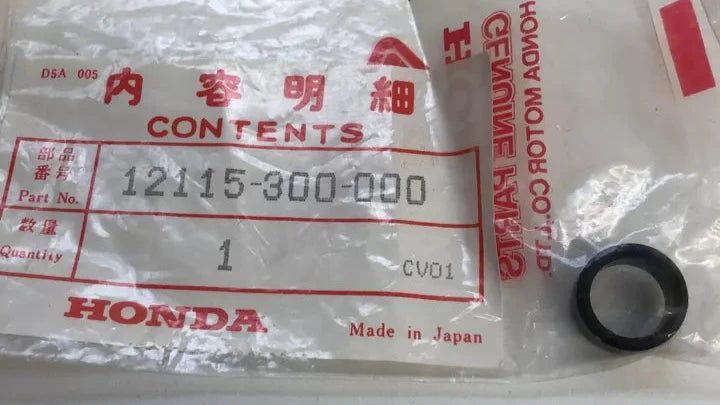 D5A 005
内容明細
CONTENTS
部品
番号
Part No.
12115-300-000
数量
Quantity
1
CV01
HONDA
Made in Japan
HONDA MOTOR CO., LTD.
GENUINE PARTS